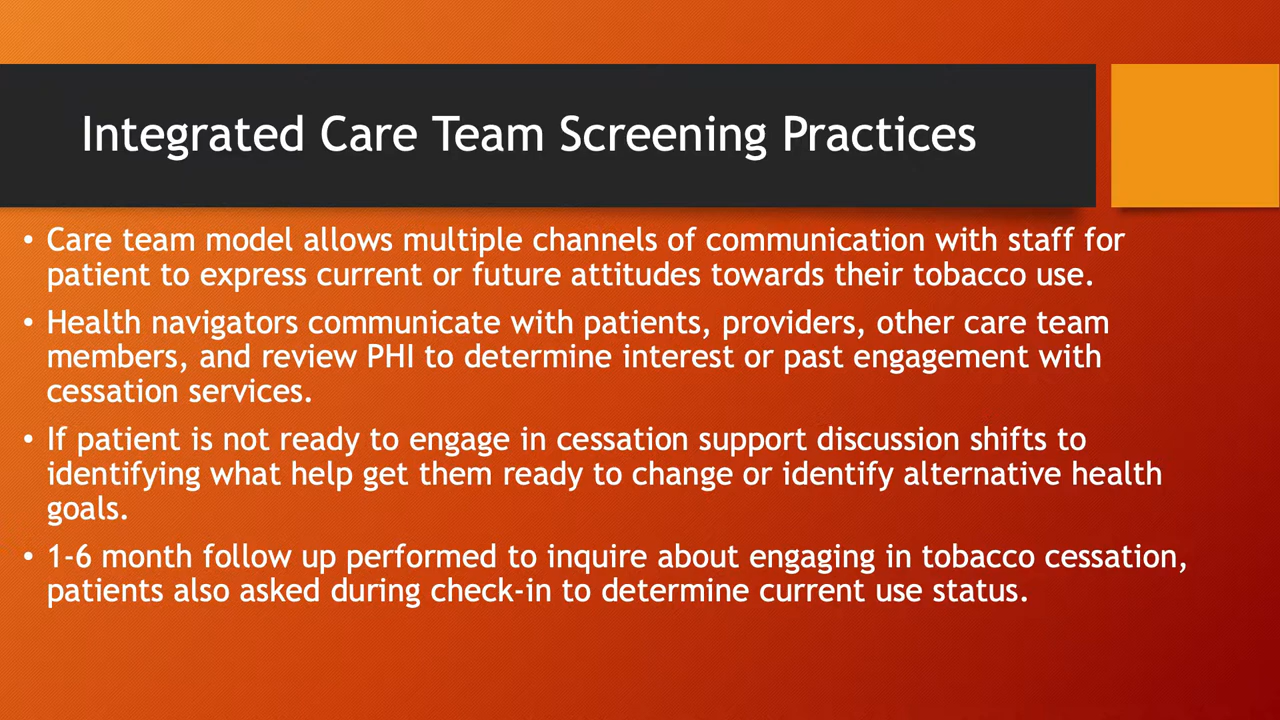 Integrated Care Team Screening Practices
• Care team model allows multiple channels of communication with staff for
patient to express current or future attitudes towards their tobacco use.
• Health navigators communicate with patients, providers, other care team
members, and review PHI to determine interest or past engagement with
cessation services.
• If patient is not ready to engage in cessation support discussion shifts to
identifying what help get them ready to change or identify alternative health
goals.
• 1-6 month follow up performed to inquire about engaging in tobacco cessation,
patients also asked during check-in to determine current use status.